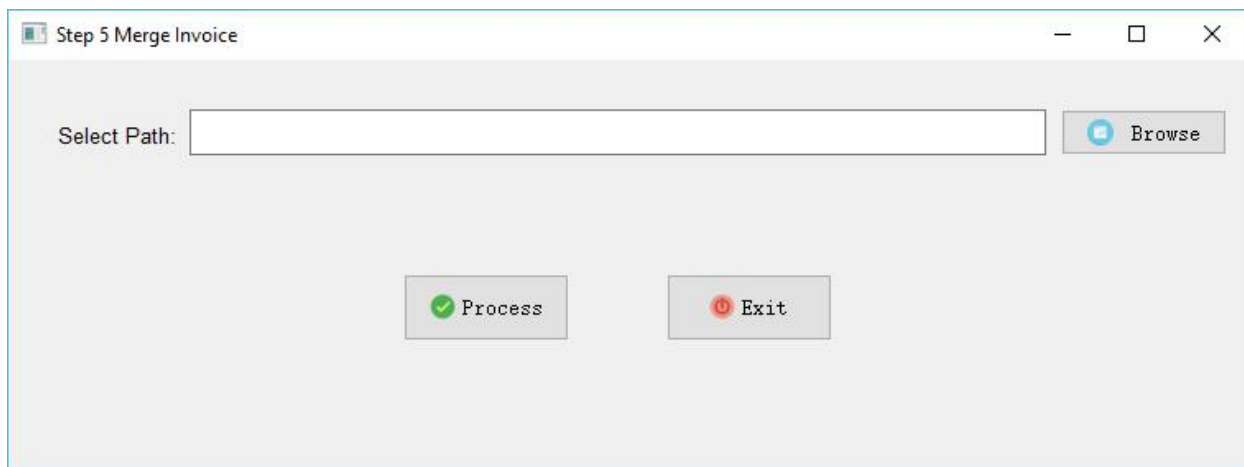 Step 5 Merge Invoice
Select Path:
Browse
Process
Exit